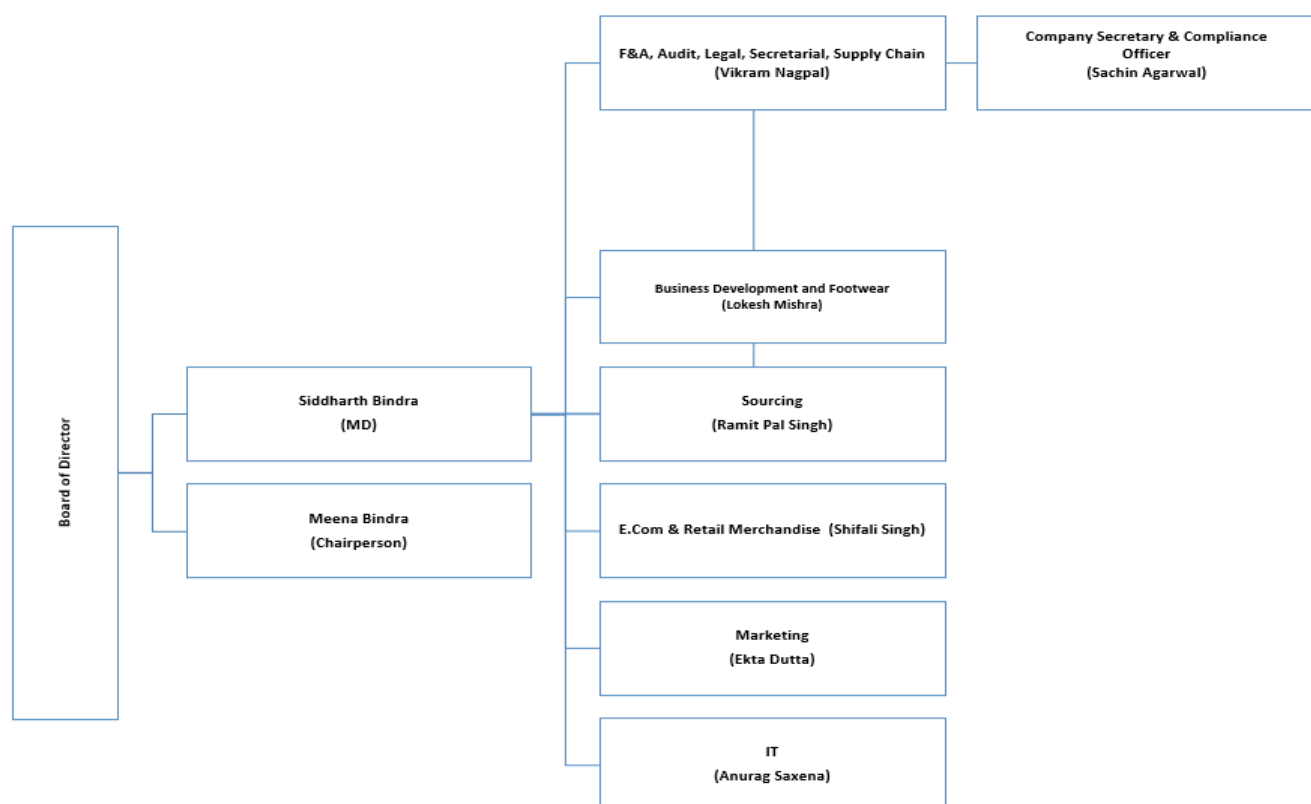 Board of Director
Siddharth Bindra
(MD)
Meena Bindra
(Chairperson)
F&A, Audit, Legal, Secretarial, Supply Chain
(Vikram Nagpal)
Company Secretary & Compliance
Officer
(Sachin Agarwal)
Business Development and Footwear
(Lokesh Mishra)
Sourcing
(Ramit Pal Singh)
E.Com & Retail Merchandise (Shifali Singh)
Marketing
(Ekta Dutta)
IT
(Anurag Saxena)